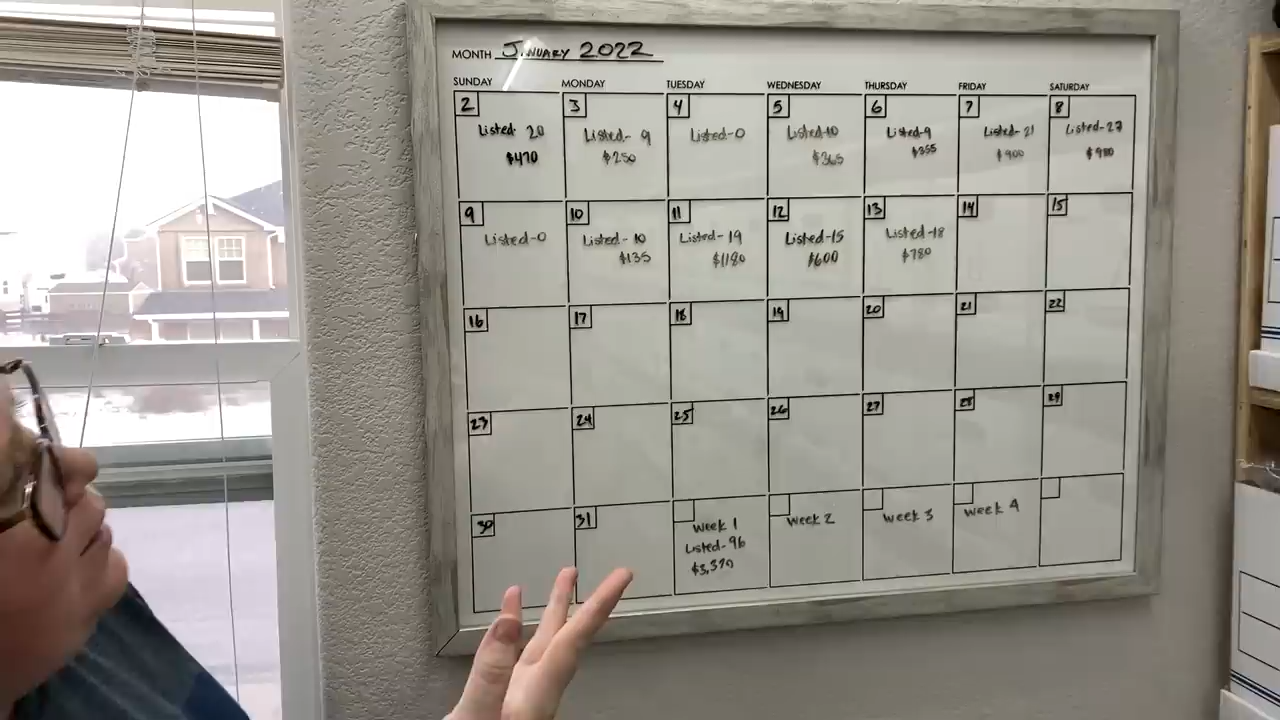 MONTH January 2022
SUNDAY MONDAY TUESDAY WEDNESDAY THURSDAY FRIDAY SATURDAY
2 3 4 5 6 7 8
Listed- 20 Listed- 9 Listed-0 Listed-10 Listed-9 Listed- 21 Listed-27
$470 $250 $365 $355 $900 $980
9 10 11 12 13 14 15
Listed-0 Listed- 10 Listed- 19 Listed-15 Listed-18
$135 $1180 $600 $780
16 17 18 19 20 21 22
23 24 25 26 27 28 29
30 31 Week 1 Week 2 Week 3 Week 4
Listed-96
$3,370